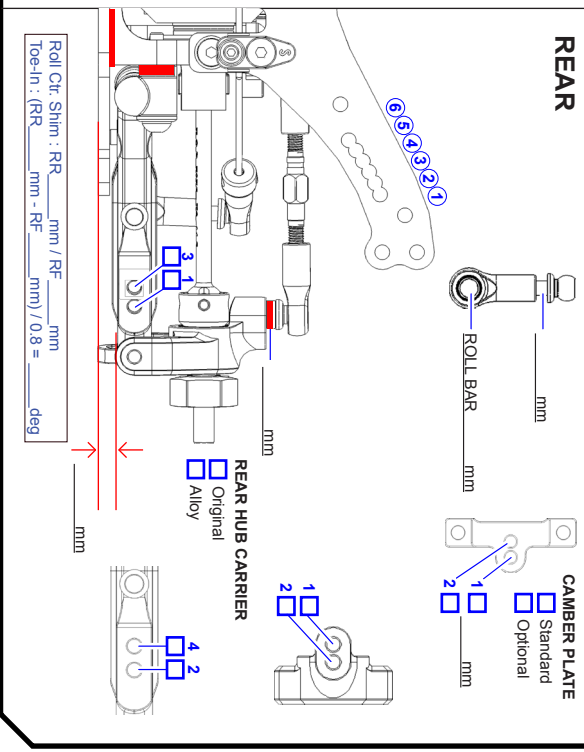 REAR
6 5 4 3 2 1
mm
ROLL BAR
mm
CAMBER PLATE
Standard
Optional
1
2
mm
3
1
mm
REAR HUB CARRIER
Original
Alloy
1
2
4
2
mm
Roll Ctr. Shim : RR____mm / RF____mm
Toe-In : (RR____mm - RF____mm) / 0.8 = ____deg
S